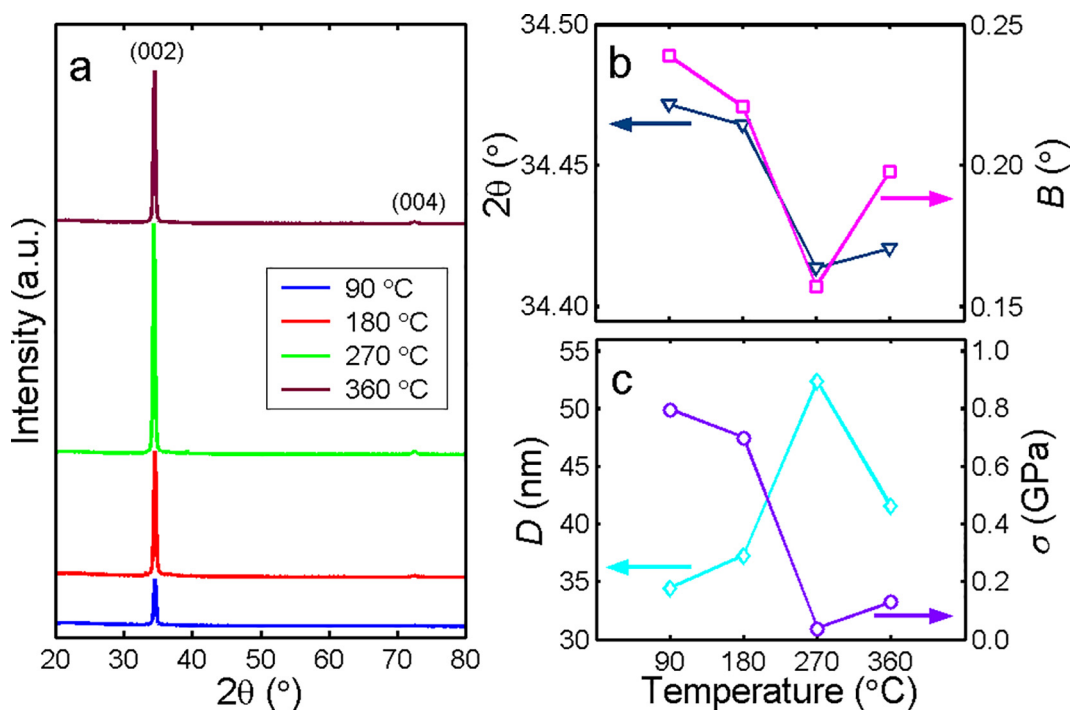 a
(002)
(004)
90 °C
180 °C
270 °C
360 °C
Intensity (a.u.)
20 30 40 50 60 70 80
2θ (°)
b
34.50
34.45
34.40
2θ (°)
0.25
0.20
0.15
B (°)
c
55
50
45
40
35
30
D (nm)
1.0
0.8
0.6
0.4
0.2
0.0
σ (GPa)
90 180 270 360
Temperature (°C)